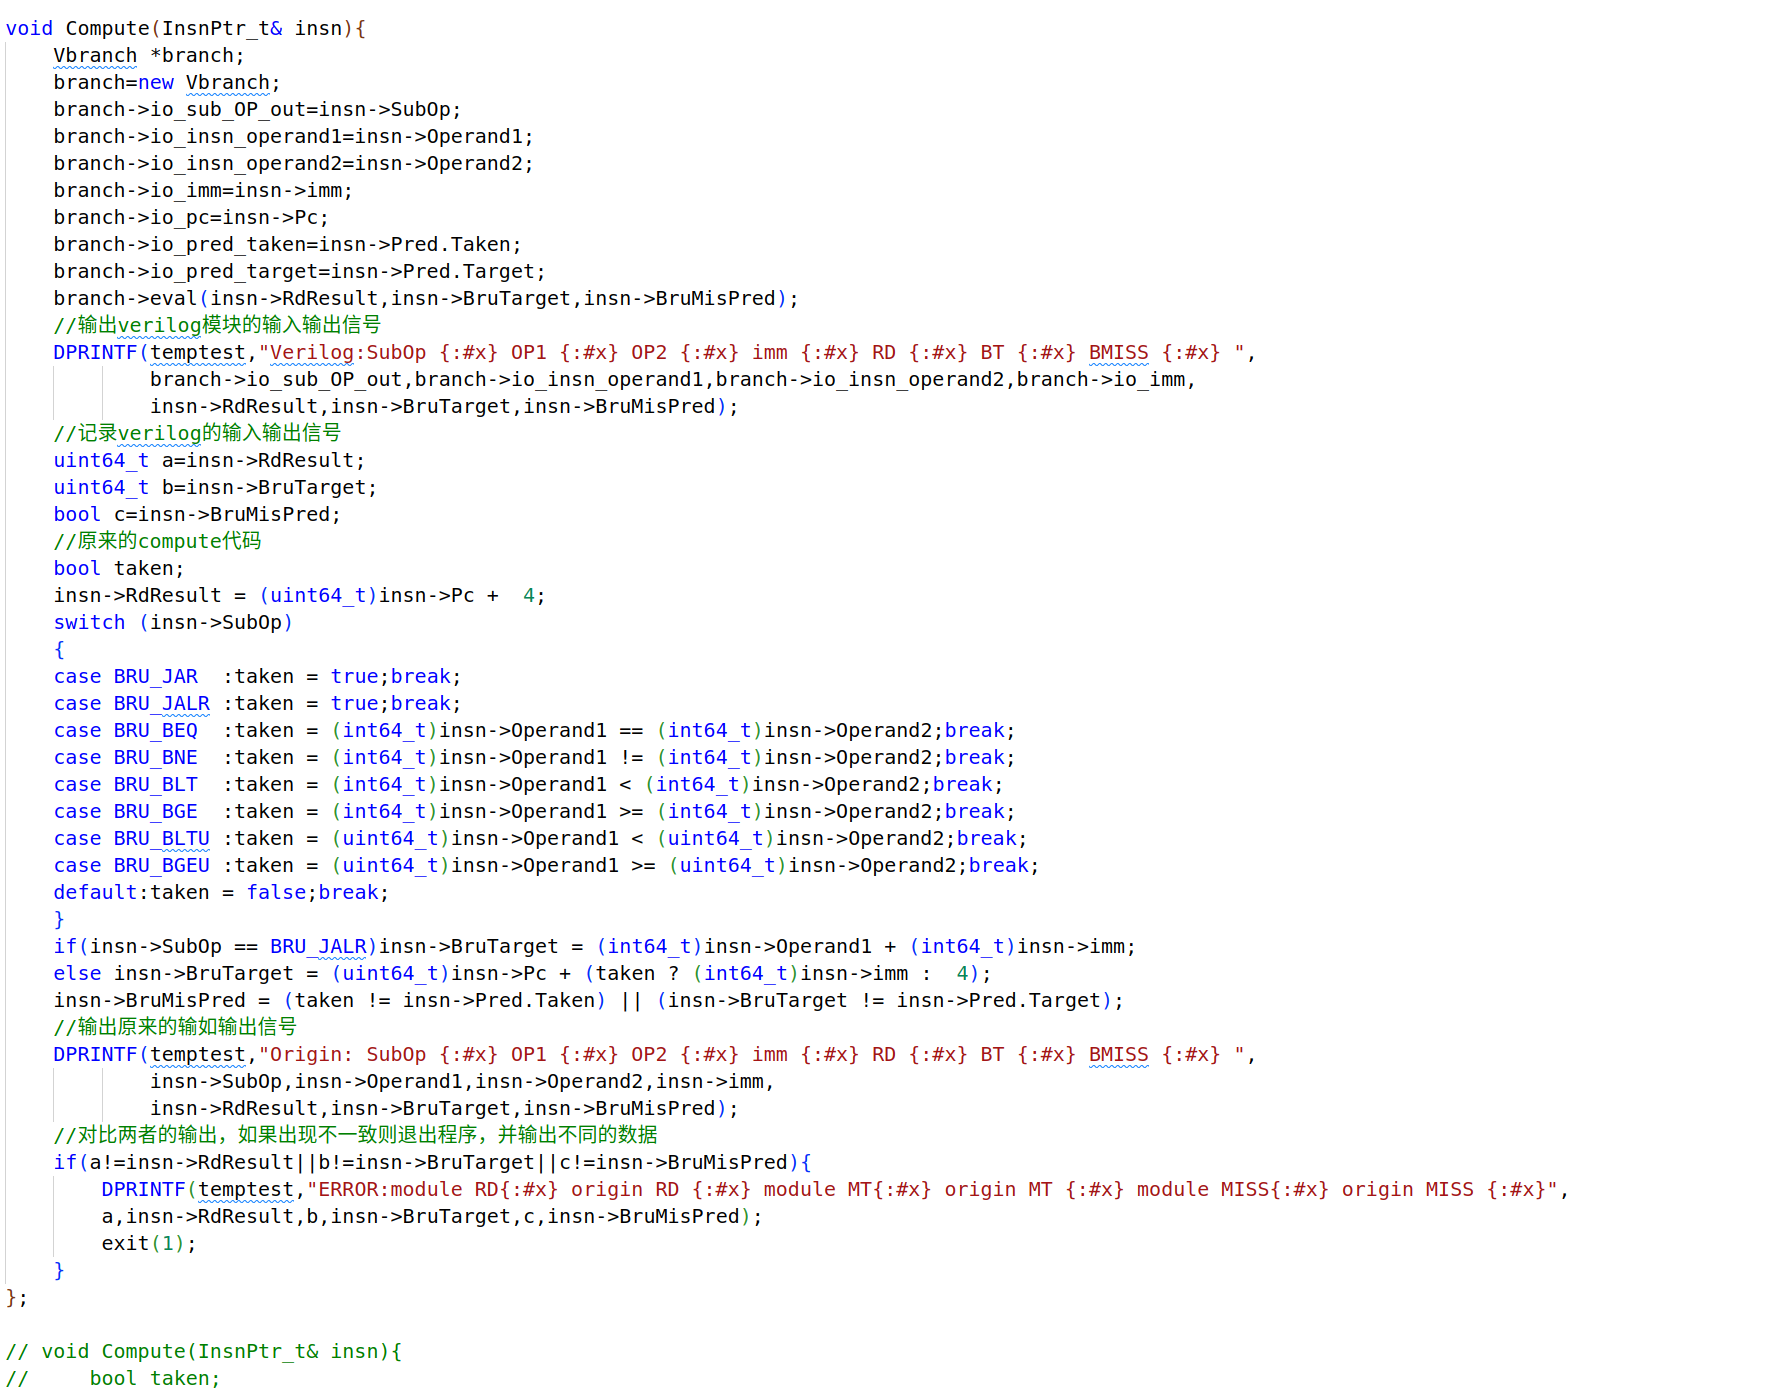 void Compute(InsnPtr_t& insn){
    Vbranch *branch;
    branch=new Vbranch;
    branch->io_sub_OP_out=insn->SubOp;
    branch->io_insn_operand1=insn->Operand1;
    branch->io_insn_operand2=insn->Operand2;
    branch->io_imm=insn->imm;
    branch->io_pc=insn->Pc;
    branch->io_pred_taken=insn->Pred.Taken;
    branch->io_pred_target=insn->Pred.Target;
    branch->eval(insn->RdResult,insn->BruTarget,insn->BruMisPred);
    //输出verilog模块的输入输出信号
    DPRINTF(temptest,"Verilog:SubOp {:#x} OP1 {:#x} OP2 {:#x} imm {:#x} RD {:#x} BT {:#x} BMISS {:#x} ",
            branch->io_sub_OP_out,branch->io_insn_operand1,branch->io_insn_operand2,branch->io_imm,
            insn->RdResult,insn->BruTarget,insn->BruMisPred);
    //记录verilog的输入输出信号
    uint64_t a=insn->RdResult;
    uint64_t b=insn->BruTarget;
    bool c=insn->BruMisPred;
    //原来的compute代码
    bool taken;
    insn->RdResult = (uint64_t)insn->Pc +  4;
    switch (insn->SubOp)
    {
    case BRU_JAR  :taken = true;break;
    case BRU_JALR :taken = true;break;
    case BRU_BEQ  :taken = (int64_t)insn->Operand1 == (int64_t)insn->Operand2;break;
    case BRU_BNE  :taken = (int64_t)insn->Operand1 != (int64_t)insn->Operand2;break;
    case BRU_BLT  :taken = (int64_t)insn->Operand1 < (int64_t)insn->Operand2;break;
    case BRU_BGE  :taken = (int64_t)insn->Operand1 >= (int64_t)insn->Operand2;break;
    case BRU_BLTU :taken = (uint64_t)insn->Operand1 < (uint64_t)insn->Operand2;break;
    case BRU_BGEU :taken = (uint64_t)insn->Operand1 >= (uint64_t)insn->Operand2;break;
    default:taken = false;break;
    }
    if(insn->SubOp == BRU_JALR)insn->BruTarget = (int64_t)insn->Operand1 + (int64_t)insn->imm;
    else insn->BruTarget = (uint64_t)insn->Pc + (taken ? (int64_t)insn->imm :  4);
    insn->BruMisPred = (taken != insn->Pred.Taken) || (insn->BruTarget != insn->Pred.Target);
    //输出原来的输如输出信号
    DPRINTF(temptest,"Origin: SubOp {:#x} OP1 {:#x} OP2 {:#x} imm {:#x} RD {:#x} BT {:#x} BMISS {:#x} ",
            insn->SubOp,insn->Operand1,insn->Operand2,insn->imm,
            insn->RdResult,insn->BruTarget,insn->BruMisPred);
    //对比两者的输出，如果出现不一致则退出程序，并输出不同的数据
    if(a!=insn->RdResult||b!=insn->BruTarget||c!=insn->BruMisPred){
        DPRINTF(temptest,"ERROR:module RD{:#x} origin RD {:#x} module MT{:#x} origin MT {:#x} module MISS{:#x} origin MISS {:#x}",
        a,insn->RdResult,b,insn->BruTarget,c,insn->BruMisPred);
        exit(1);
    }
};
// void Compute(InsnPtr_t& insn){
//     bool taken;